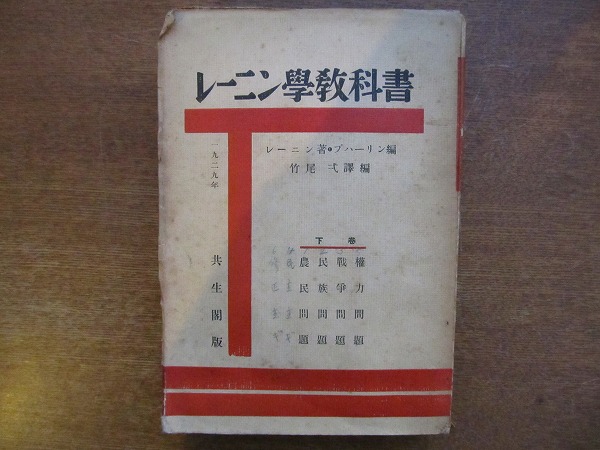 レーニン學教科書
レーニン著・ブハーリン編
竹尾弌譯編
一九二九年
下卷
權力問題
戰爭問題
民族問題
農民問題
共生閣版